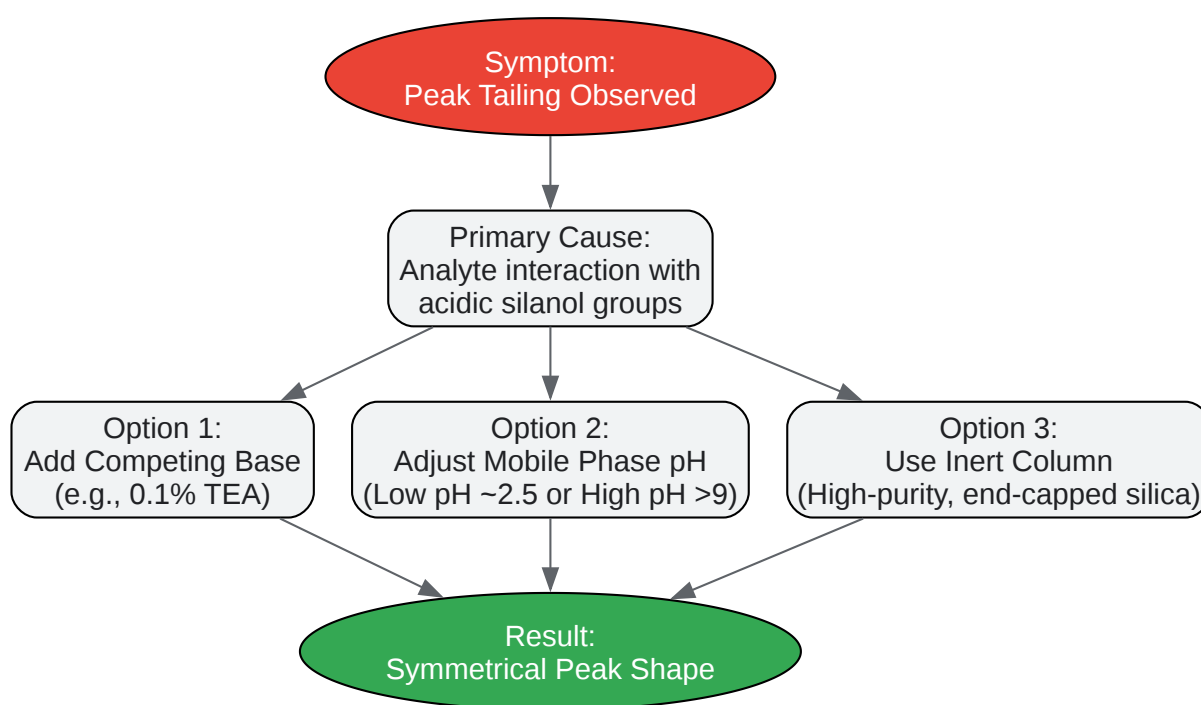 Symptom:
Peak Tailing Observed
Primary Cause:
Analyte interaction with
acidic silanol groups
Option 1:
Add Competing Base
(e.g., 0.1% TEA)
Option 2:
Adjust Mobile Phase pH
(Low pH ~2.5 or High pH >9)
Option 3:
Use Inert Column
(High-purity, end-capped silica)
Result:
Symmetrical Peak Shape